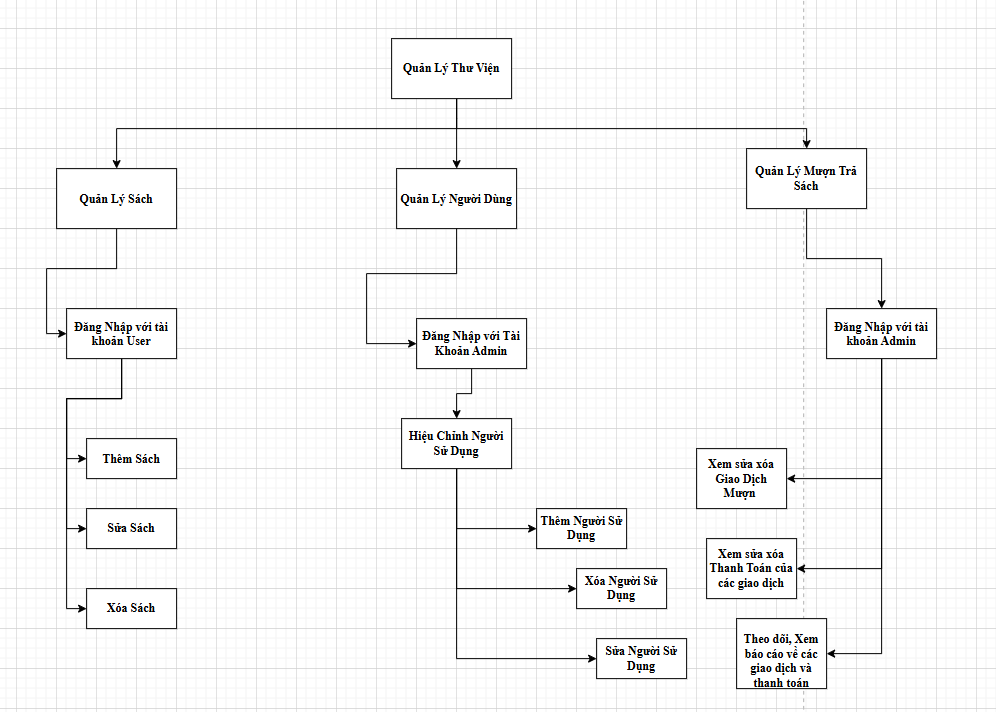 Quản Lý Thư Viện
Quản Lý Sách
Quản Lý Người Dùng
Quản Lý Mượn Trả
Sách
Đăng Nhập với tài
khoản User
Đăng Nhập với Tài
Khoản Admin
Đăng Nhập với tài
khoản Admin
Thêm Sách
Sửa Sách
Xóa Sách
Hiệu Chỉnh Người
Sử Dụng
Thêm Người Sử
Dụng
Xóa Người Sử
Dụng
Sửa Người Sử
Dụng
Xem sửa xóa
Giao Dịch
Mượn
Xem sửa xóa
Thanh Toán của
các giao dịch
Theo dõi, Xem
báo cáo về các
giao dịch và
thanh toán